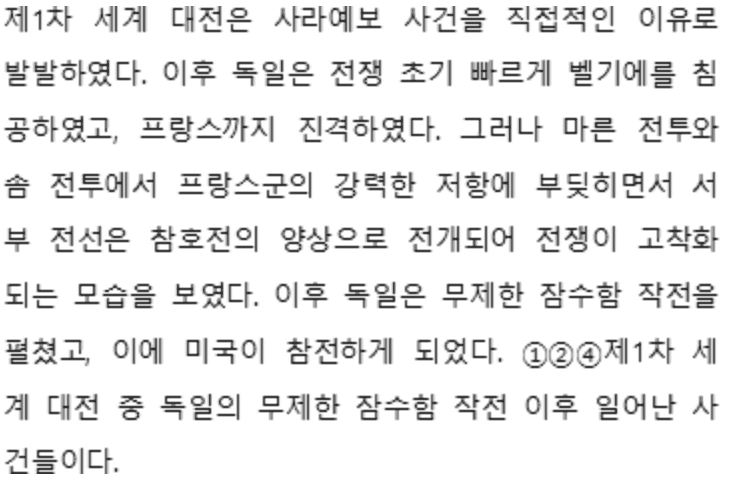 제1차 세계 대전은 사라예보 사건을 직접적인 이유로
발발하였다. 이후 독일은 전쟁 초기 빠르게 벨기에를 침
공하였고, 프랑스까지 진격하였다. 그러나 마른 전투와
솜 전투에서 프랑스군의 강력한 저항에 부딪히면서 서
부 전선은 참호전의 양상으로 전개되어 전쟁이 고착화
되는 모습을 보였다. 이후 독일은 무제한 잠수함 작전을
펼쳤고, 이에 미국이 참전하게 되었다. ①②④제1차 세
계 대전 중 독일의 무제한 잠수함 작전 이후 일어난 사
건들이다.